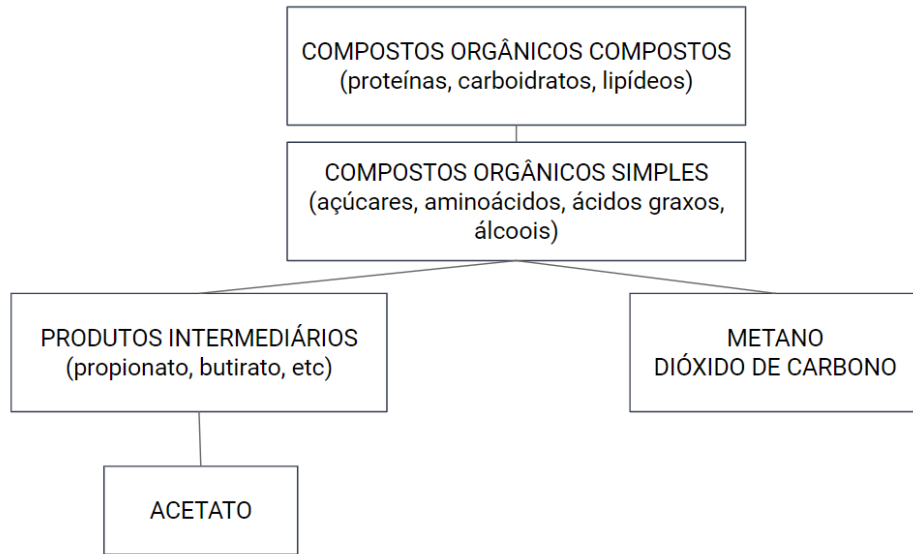 COMPOSTOS ORGÂNICOS COMPOSTOS
(proteínas, carboidratos, lipídeos)
COMPOSTOS ORGÂNICOS SIMPLES
(açúcares, aminoácidos, ácidos graxos,
álcoois)
PRODUTOS INTERMEDIÁRIOS
(propionato, butirato, etc)
METANO
DIÓXIDO DE CARBONO
ACETATO